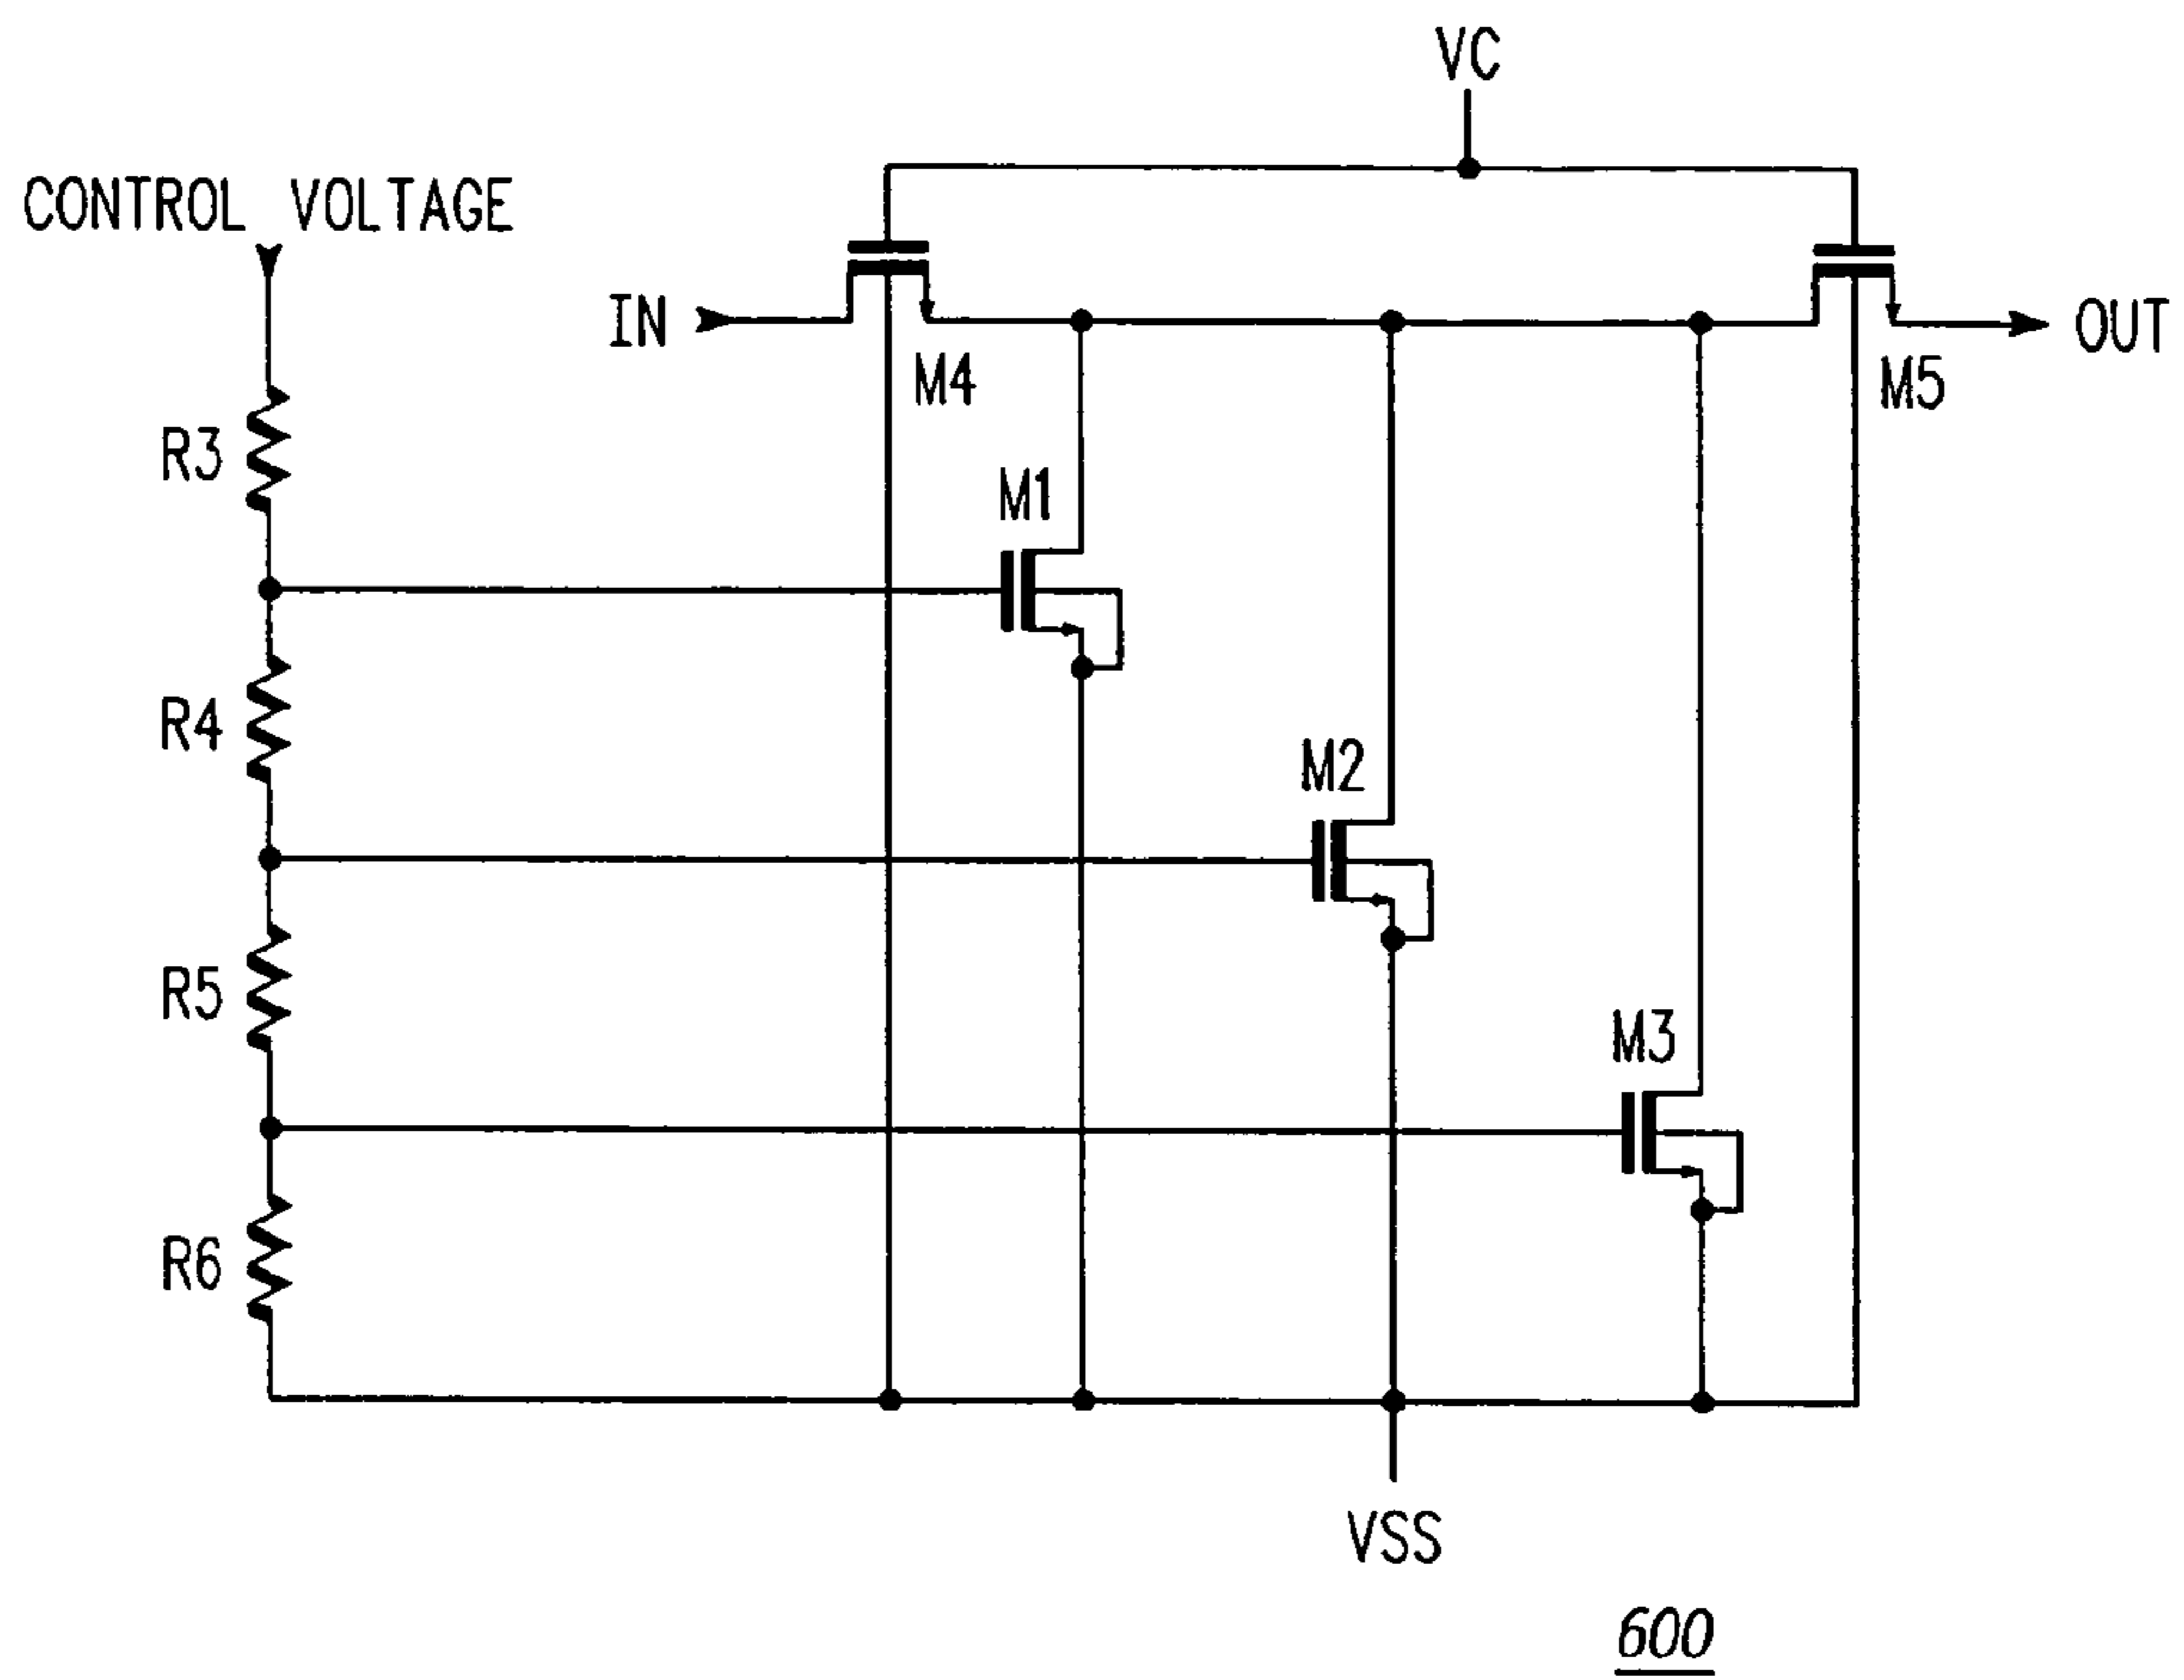 VC
CONTROL VOLTAGE
IN
OUT
M4
M5
R3
M1
R4
M2
R5
M3
R6
VSS
600